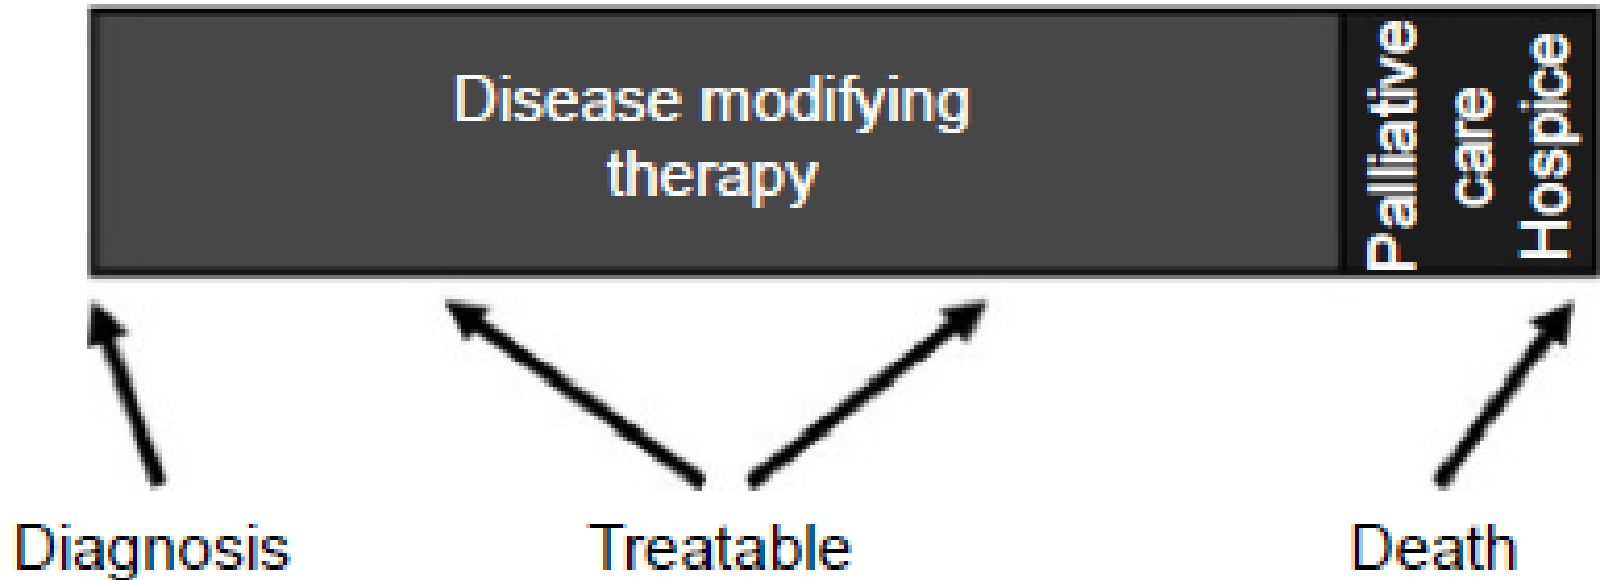 Disease modifying
therapy
Palliative
care
Hospice
Diagnosis
Treatable
Death